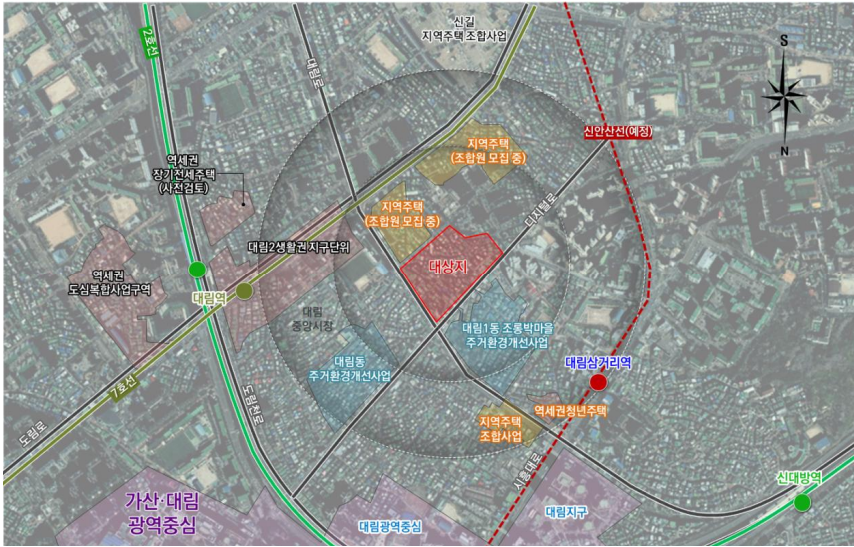 신길
지역주택 조합사업
2호선
대림로
S
N
신안산선(예정)
지역주택
(조합원 모집 중)
역세권
장기전세주택
(사전검토)
디지털로
지역주택
(조합원 모집 중)
대림2생활권 지구단위
대상지
역세권
도심복합사업구역
대림역
대림
중앙시장
대림1동 조롱박마을
주거환경개선사업
대림동
주거환경개선사업
대림삼거리역
7호선
도림천로
도림로
역세권청년주택
지역주택
조합사업
시흥대로
신대방역
가산·대림
광역중심
대림광역중심
대림지구